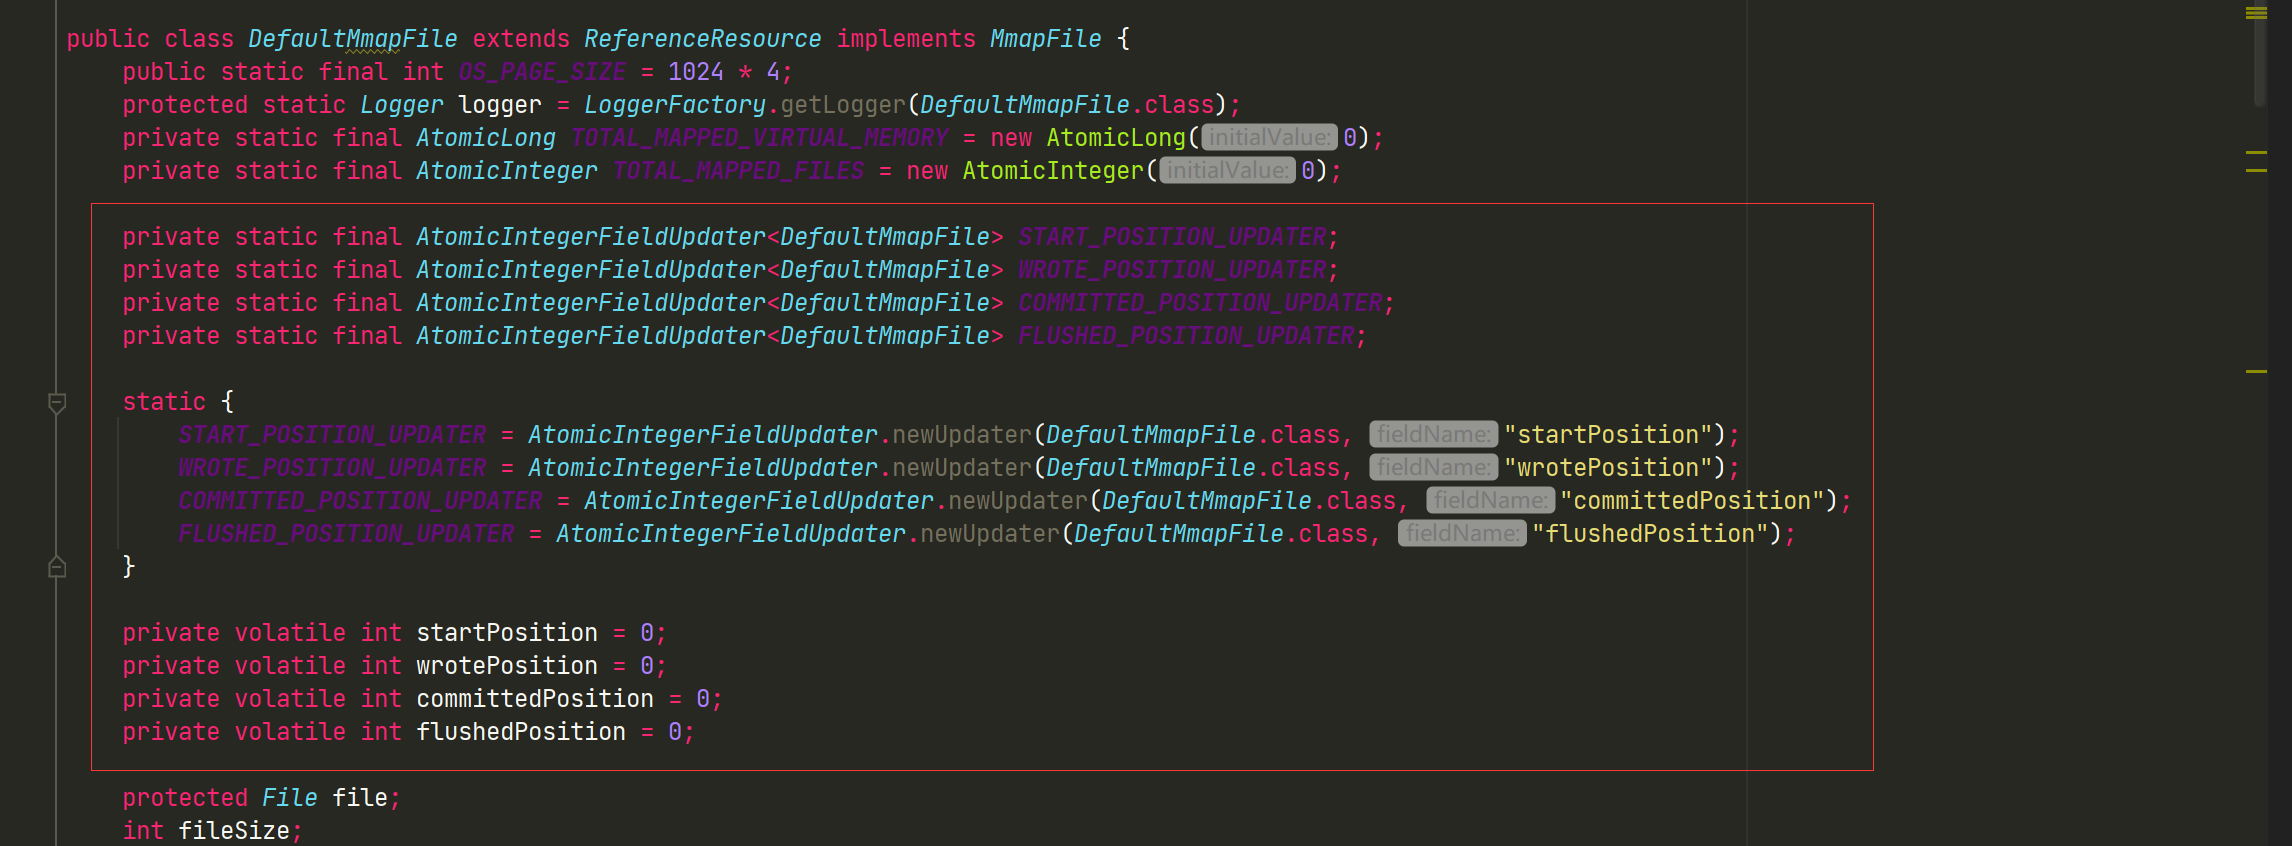 public class DefaultMmapFile extends ReferenceResource implements MmapFile {
public static final int OS_PAGE_SIZE = 1024 * 4;
protected static Logger logger = LoggerFactory.getLogger(DefaultMmapFile.class);
private static final AtomicLong TOTAL_MAPPED_VIRTUAL_MEMORY = new AtomicLong( initialValue: 0);
private static final AtomicInteger TOTAL_MAPPED_FILES = new AtomicInteger( initialValue: 0);
private static final AtomicIntegerFieldUpdater<DefaultMmapFile> START_POSITION_UPDATER;
private static final AtomicIntegerFieldUpdater<DefaultMmapFile> WROTE_POSITION_UPDATER;
private static final AtomicIntegerFieldUpdater<DefaultMmapFile> COMMITTED_POSITION_UPDATER;
private static final AtomicIntegerFieldUpdater<DefaultMmapFile> FLUSHED_POSITION_UPDATER;
static {
START_POSITION_UPDATER = AtomicIntegerFieldUpdater.newUpdater(DefaultMmapFile.class, fieldName: "startPosition");
WROTE_POSITION_UPDATER = AtomicIntegerFieldUpdater.newUpdater(DefaultMmapFile.class, fieldName: "wrotePosition");
COMMITTED_POSITION_UPDATER = AtomicIntegerFieldUpdater.newUpdater(DefaultMmapFile.class, fieldName: "committedPosition");
FLUSHED_POSITION_UPDATER = AtomicIntegerFieldUpdater.newUpdater(DefaultMmapFile.class, fieldName: "flushedPosition");
}
private volatile int startPosition = 0;
private volatile int wrotePosition = 0;
private volatile int committedPosition = 0;
private volatile int flushedPosition = 0;
protected File file;
int fileSize;